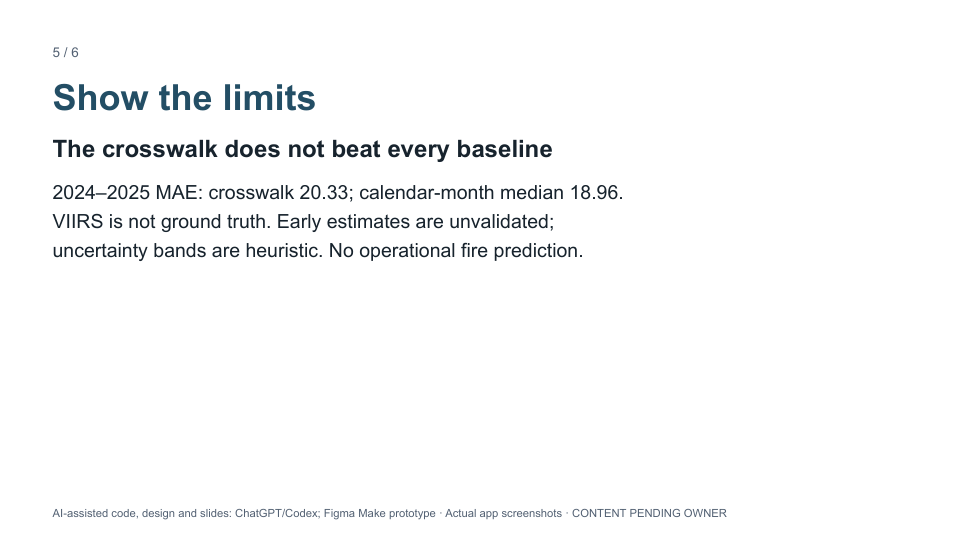 5 / 6
Show the limits
The crosswalk does not beat every baseline
2024–2025 MAE: crosswalk 20.33; calendar-month median 18.96.
VIIRS is not ground truth. Early estimates are unvalidated;
uncertainty bands are heuristic. No operational fire prediction.
AI-assisted code, design and slides: ChatGPT/Codex; Figma Make prototype · Actual app screenshots · CONTENT PENDING OWNER